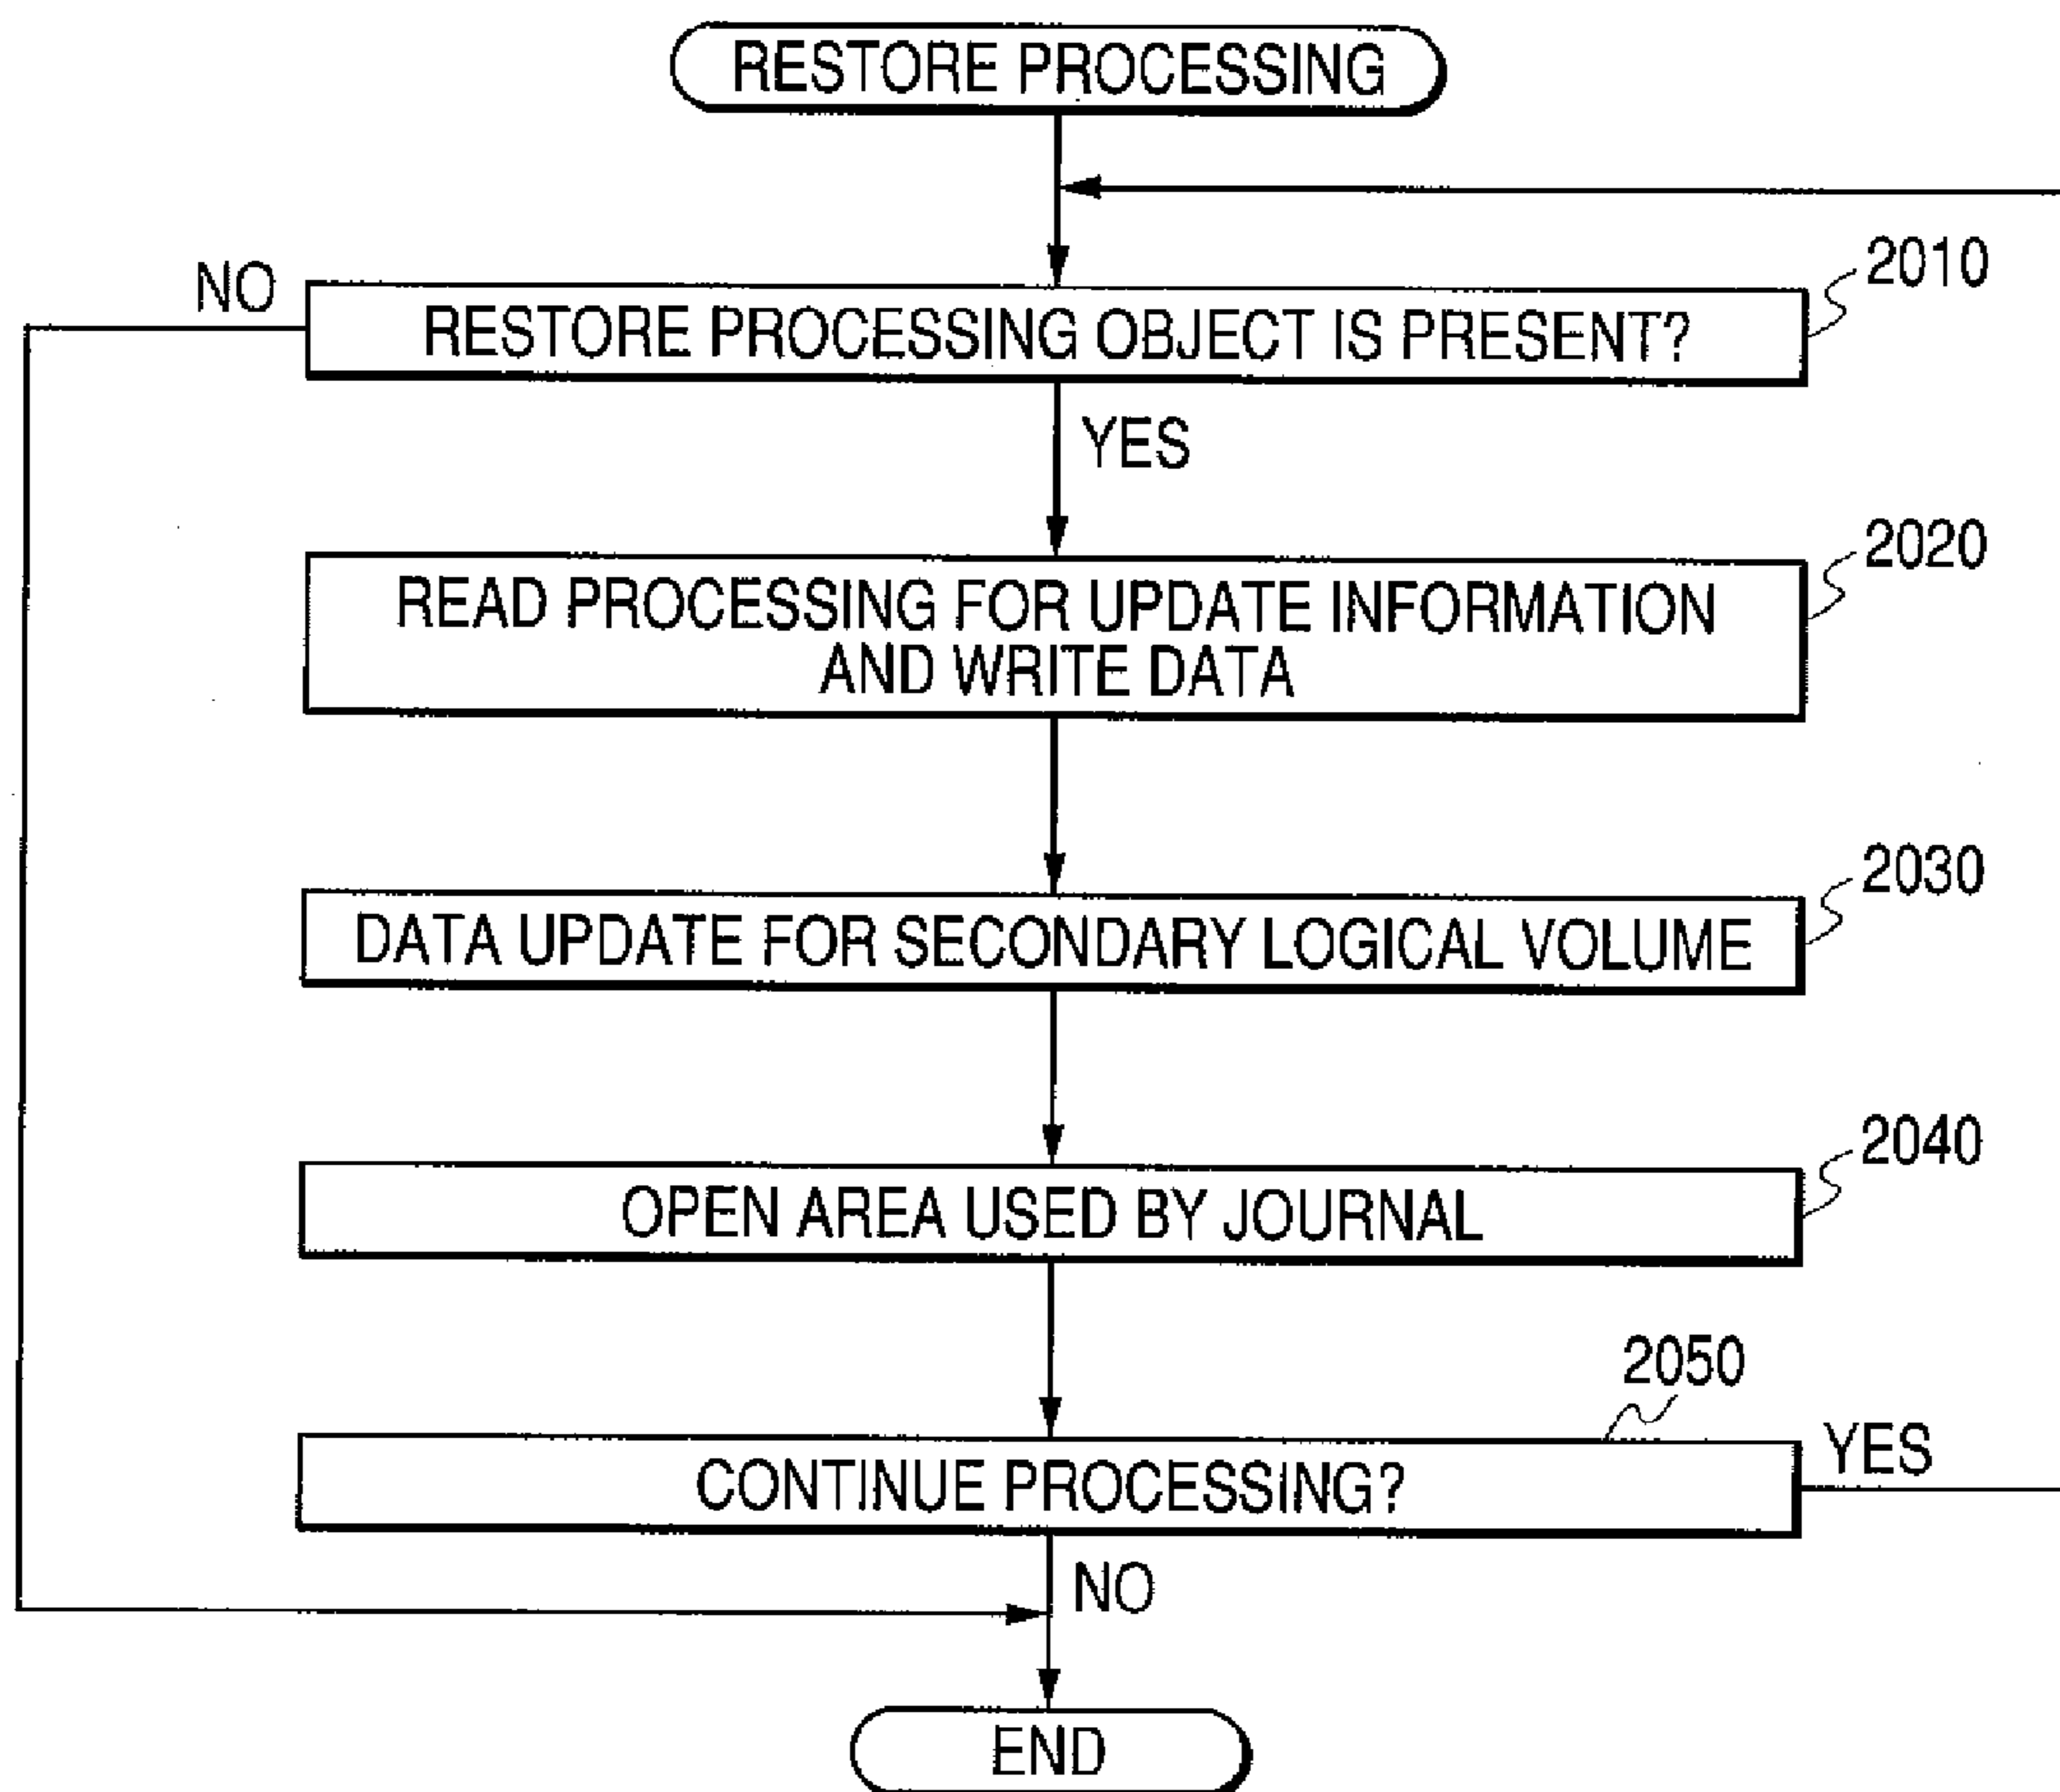 RESTORE PROCESSING
NO
2010
RESTORE PROCESSING OBJECT IS PRESENT?
YES
2020
READ PROCESSING FOR UPDATE INFORMATION
AND WRITE DATA
2030
DATA UPDATE FOR SECONDARY LOGICAL VOLUME
2040
OPEN AREA USED BY JOURNAL
2050
YES
CONTINUE PROCESSING?
NO
END